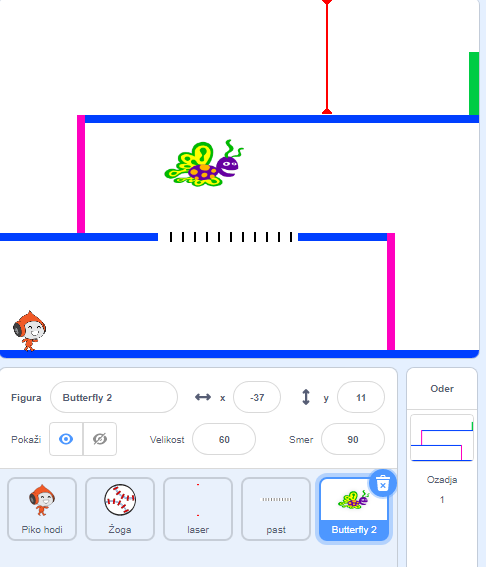 Figura Butterfly 2 x -37 y 11
Pokaži Velikost 60 Smer 90
Oder
Ozadja
1
Piko hodi Žoga laser past Butterfly 2